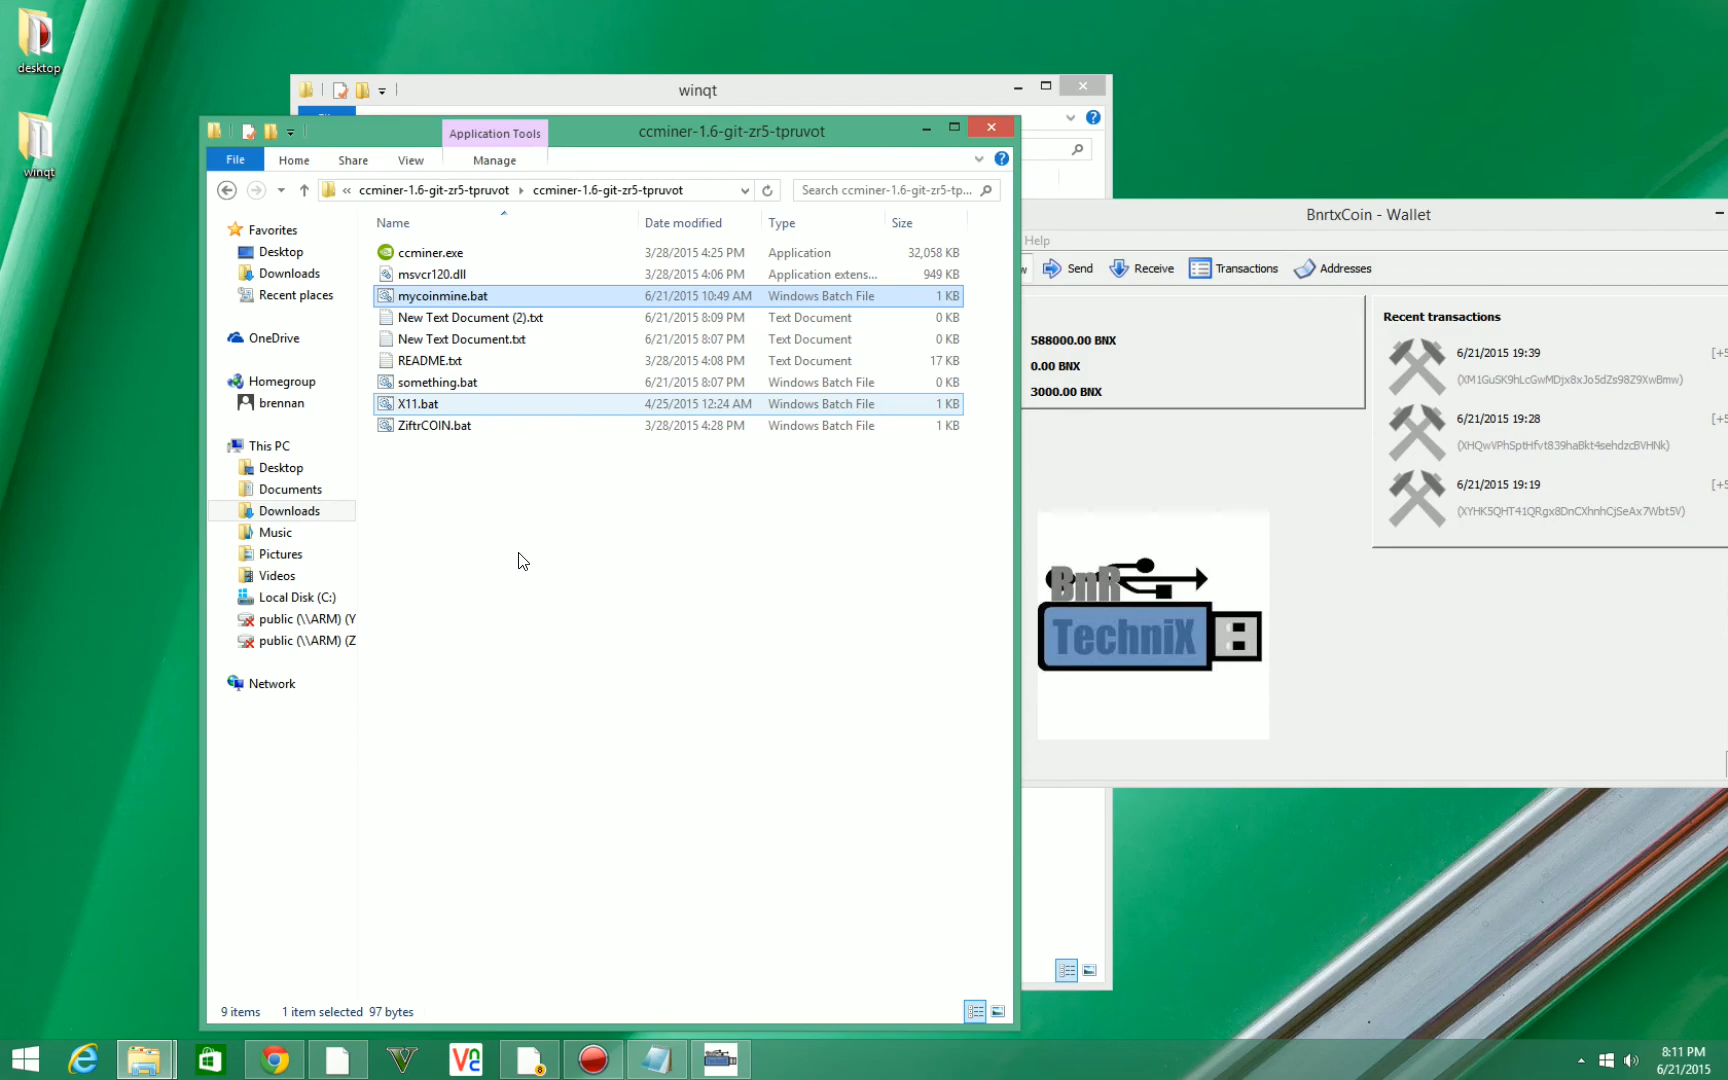 desktop
winqt
winqt
Application Tools
ccminer-1.6-git-zr5-tpruvot
File
Home
Share
View
Manage
« ccminer-1.6-git-zr5-tpruvot
ccminer-1.6-git-zr5-tpruvot
Search ccminer-1.6-git-zr5-tp...
Name
Date modified
Type
Size
ccminer.exe 3/28/2015 4:25 PM Application 32,058 KB
msvcr120.dll 3/28/2015 4:06 PM Application extens... 949 KB
mycoinmine.bat 6/21/2015 10:49 AM Windows Batch File 1 KB
New Text Document (2).txt 6/21/2015 8:09 PM Text Document 0 KB
New Text Document.txt 6/21/2015 8:07 PM Text Document 0 KB
README.txt 3/28/2015 4:08 PM Text Document 17 KB
something.bat 6/21/2015 8:07 PM Windows Batch File 0 KB
X11.bat 4/25/2015 12:24 AM Windows Batch File 1 KB
ZiftrCOIN.bat 3/28/2015 4:28 PM Windows Batch File 1 KB
Favorites
Desktop
Downloads
Recent places
OneDrive
Homegroup
brennan
This PC
Desktop
Documents
Downloads
Music
Pictures
Videos
Local Disk (C:)
public (\\ARM) (Y
public (\\ARM) (Z
Network
9 items 1 item selected 97 bytes
BnrtxCoin - Wallet
Help
w
Send
Receive
Transactions
Addresses
588000.00 BNX
0.00 BNX
3000.00 BNX
Recent transactions
6/21/2015 19:39 [+5
(XM1GuSK9hLcGwMDjx8xJo5dZs98Z9XwBmw)
6/21/2015 19:28 [+5
(XHQwVPhSptHfvt839haBkt4sehdzcBVHNk)
6/21/2015 19:19 [+5
(XYHK5QHT41QRgx8DnCXhnhCjSeAx7Wbt5V)
BnR
TechniX
V
VNC
8
8:11 PM
6/21/2015